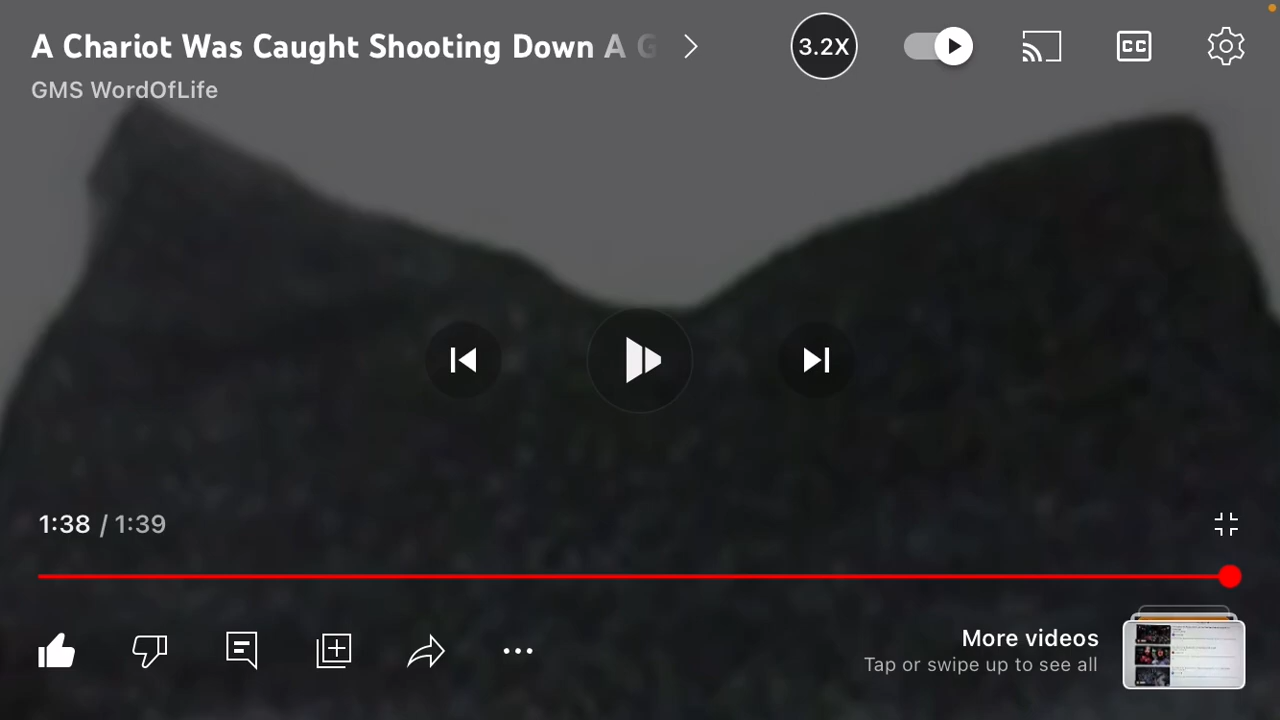 A Chariot Was Caught Shooting Down A G
GMS WordOfLife
3.2X
CC
1:38 / 1:39
More videos
Tap or swipe up to see all